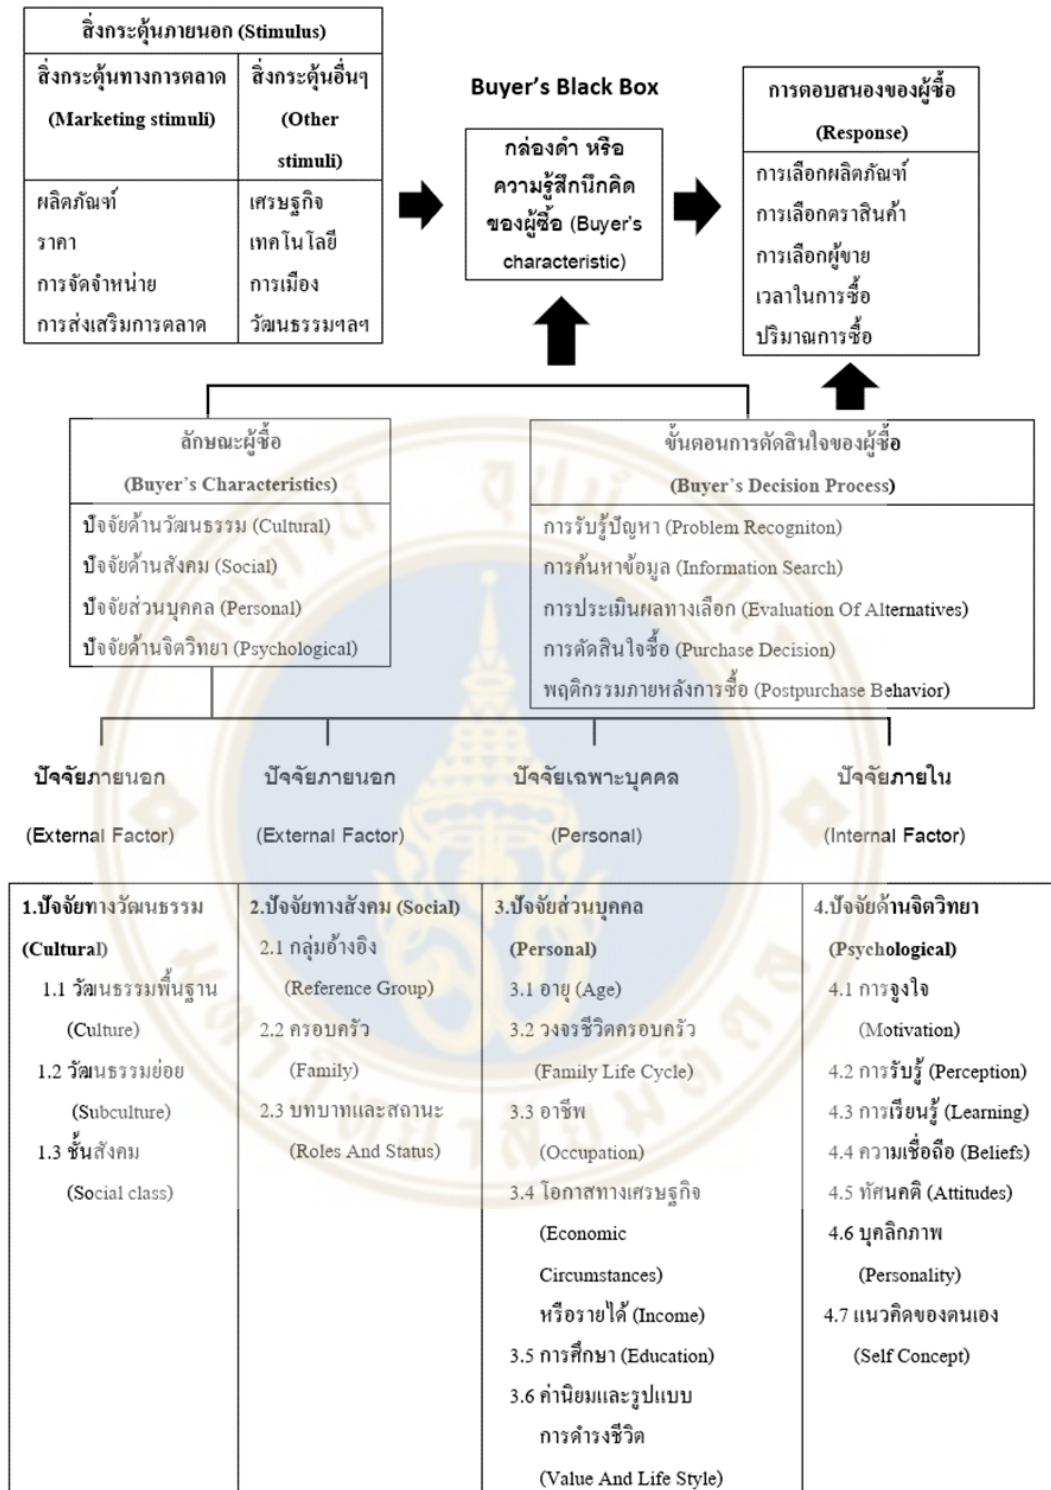 สิ่งกระตุ้นภายนอก (Stimulus)
สิ่งกระตุ้นทางการตลาด
(Marketing stimuli)
สิ่งกระตุ้นอื่นๆ
(Other
stimuli)
ผลิตภัณฑ์
ราคา
การจัดจำหน่าย
การส่งเสริมการตลาด
เศรษฐกิจ
เทคโนโลยี
การเมือง
วัฒนธรรมฯลฯ
Buyer's Black Box
กล่องดำ หรือ
ความรู้สึกนึกคิด
ของผู้ซื้อ (Buyer's
characteristic)
การตอบสนองของผู้ซื้อ
(Response)
การเลือกผลิตภัณฑ์
การเลือกตราสินค้า
การเลือกผู้ขาย
เวลาในการซื้อ
ปริมาณการซื้อ
ลักษณะผู้ซื้อ
(Buyer's Characteristics)
ปัจจัยด้านวัฒนธรรม (Cultural)
ปัจจัยด้านสังคม (Social)
ปัจจัยส่วนบุคคล (Personal)
ปัจจัยด้านจิตวิทยา (Psychological)
ขั้นตอนการตัดสินใจของผู้ซื้อ
(Buyer's Decision Process)
การรับรู้ปัญหา (Problem Recogniton)
การค้นหาข้อมูล (Information Search)
การประเมินผลทางเลือก (Evaluation Of Alternatives)
การตัดสินใจซื้อ (Purchase Decision)
พฤติกรรมภายหลังการซื้อ (Postpurchase Behavior)
ปัจจัยภายนอก
(External Factor)
ปัจจัยภายนอก
(External Factor)
ปัจจัยเฉพาะบุคคล
(Personal)
ปัจจัยภายใน
(Internal Factor)
1.ปัจจัยทางวัฒนธรรม
(Cultural)
1.1 วัฒนธรรมพื้นฐาน
(Culture)
1.2 วัฒนธรรมย่อย
(Subculture)
1.3 ชั้นสังคม
(Social class)
2.ปัจจัยทางสังคม (Social)
2.1 กลุ่มอ้างอิง
(Reference Group)
2.2 ครอบครัว
(Family)
2.3 บทบาทและสถานะ
(Roles And Status)
3.ปัจจัยส่วนบุคคล
(Personal)
3.1 อายุ (Age)
3.2 วงจรชีวิตครอบครัว
(Family Life Cycle)
3.3 อาชีพ
(Occupation)
3.4 โอกาสทางเศรษฐกิจ
(Economic
Circumstances)
หรือรายได้ (Income)
3.5 การศึกษา (Education)
3.6 ค่านิยมและรูปแบบ
การดำรงชีวิต
(Value And Life Style)
4.ปัจจัยด้านจิตวิทยา
(Psychological)
4.1 การจูงใจ
(Motivation)
4.2 การรับรู้ (Perception)
4.3 การเรียนรู้ (Learning)
4.4 ความเชื่อถือ (Beliefs)
4.5 ทัศนคติ (Attitudes)
4.6 บุคลิกภาพ
(Personality)
4.7 แนวคิดของตนเอง
(Self Concept)